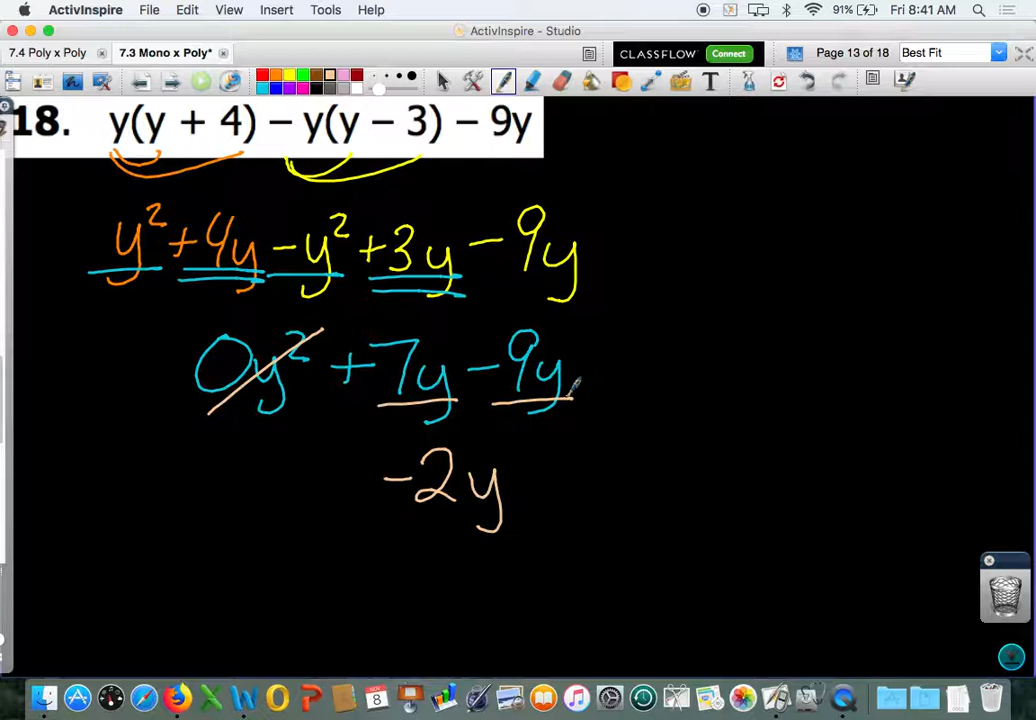 ActivInspire File Edit View Insert Tools Help 91% Fri 8:41 AM
ActivInspire - Studio
7.4 Poly x Poly 7.3 Mono x Poly* CLASSFLOW Connect Page 13 of 18 Best Fit
18. y(y + 4) − y(y − 3) − 9y
y² +4y -y² +3y -9y
0y² +7y -9y
-2y
NOV 8